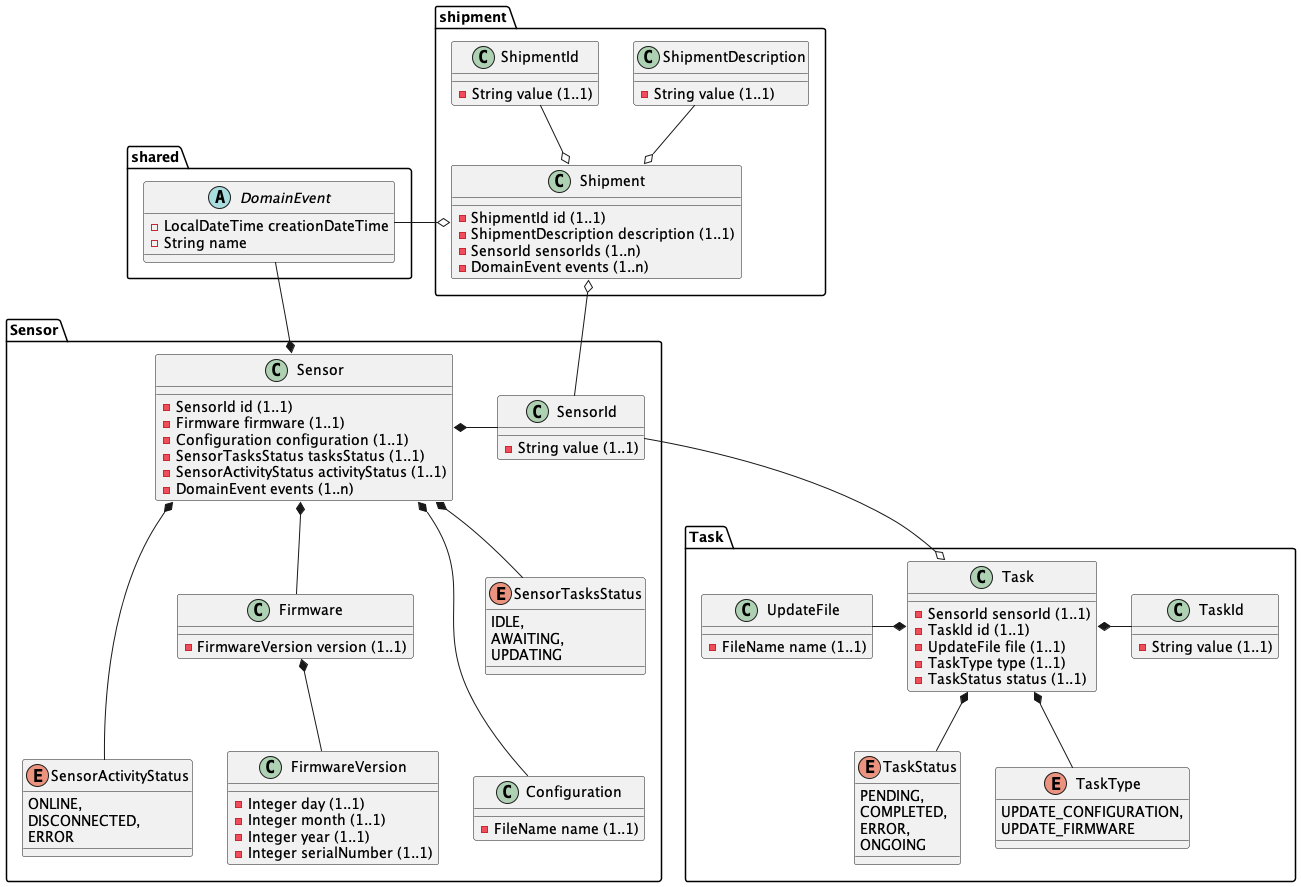 shipment
C ShipmentId
String value (1..1)
C ShipmentDescription
String value (1..1)
shared
A DomainEvent
LocalDateTime creationDateTime
String name
C Shipment
ShipmentId id (1..1)
ShipmentDescription description (1..1)
SensorId sensorIds (1..n)
DomainEvent events (1..n)
Sensor
C Sensor
SensorId id (1..1)
Firmware firmware (1..1)
Configuration configuration (1..1)
SensorTasksStatus tasksStatus (1..1)
SensorActivityStatus activityStatus (1..1)
DomainEvent events (1..n)
C SensorId
String value (1..1)
C Firmware
FirmwareVersion version (1..1)
E SensorTasksStatus
IDLE,
AWAITING,
UPDATING
E SensorActivityStatus
ONLINE,
DISCONNECTED,
ERROR
C FirmwareVersion
Integer day (1..1)
Integer month (1..1)
Integer year (1..1)
Integer serialNumber (1..1)
C Configuration
FileName name (1..1)
Task
C UpdateFile
FileName name (1..1)
C Task
SensorId sensorId (1..1)
TaskId id (1..1)
UpdateFile file (1..1)
TaskType type (1..1)
TaskStatus status (1..1)
C TaskId
String value (1..1)
E TaskStatus
PENDING,
COMPLETED,
ERROR,
ONGOING
E TaskType
UPDATE_CONFIGURATION,
UPDATE_FIRMWARE